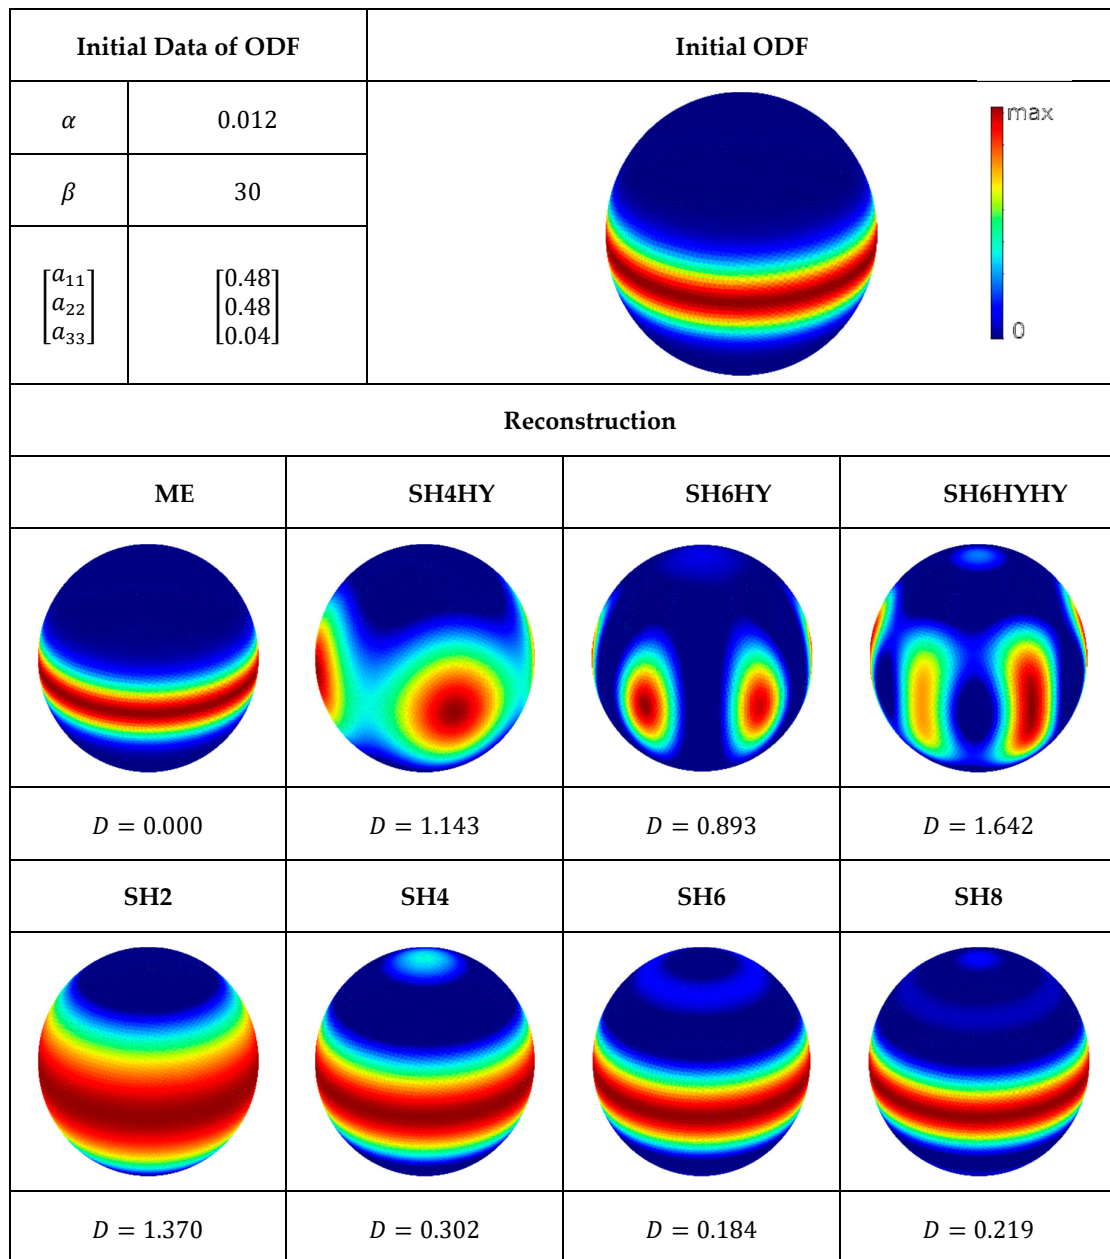 Initial Data of ODF Initial ODF
α 0.012
max
β 30
[a₁₁] [0.48]
[a₂₂] [0.48]
[a₃₃] [0.04]
0
Reconstruction
ME SH4HY SH6HY SH6HYHY
D = 0.000 D = 1.143 D = 0.893 D = 1.642
SH2 SH4 SH6 SH8
D = 1.370 D = 0.302 D = 0.184 D = 0.219